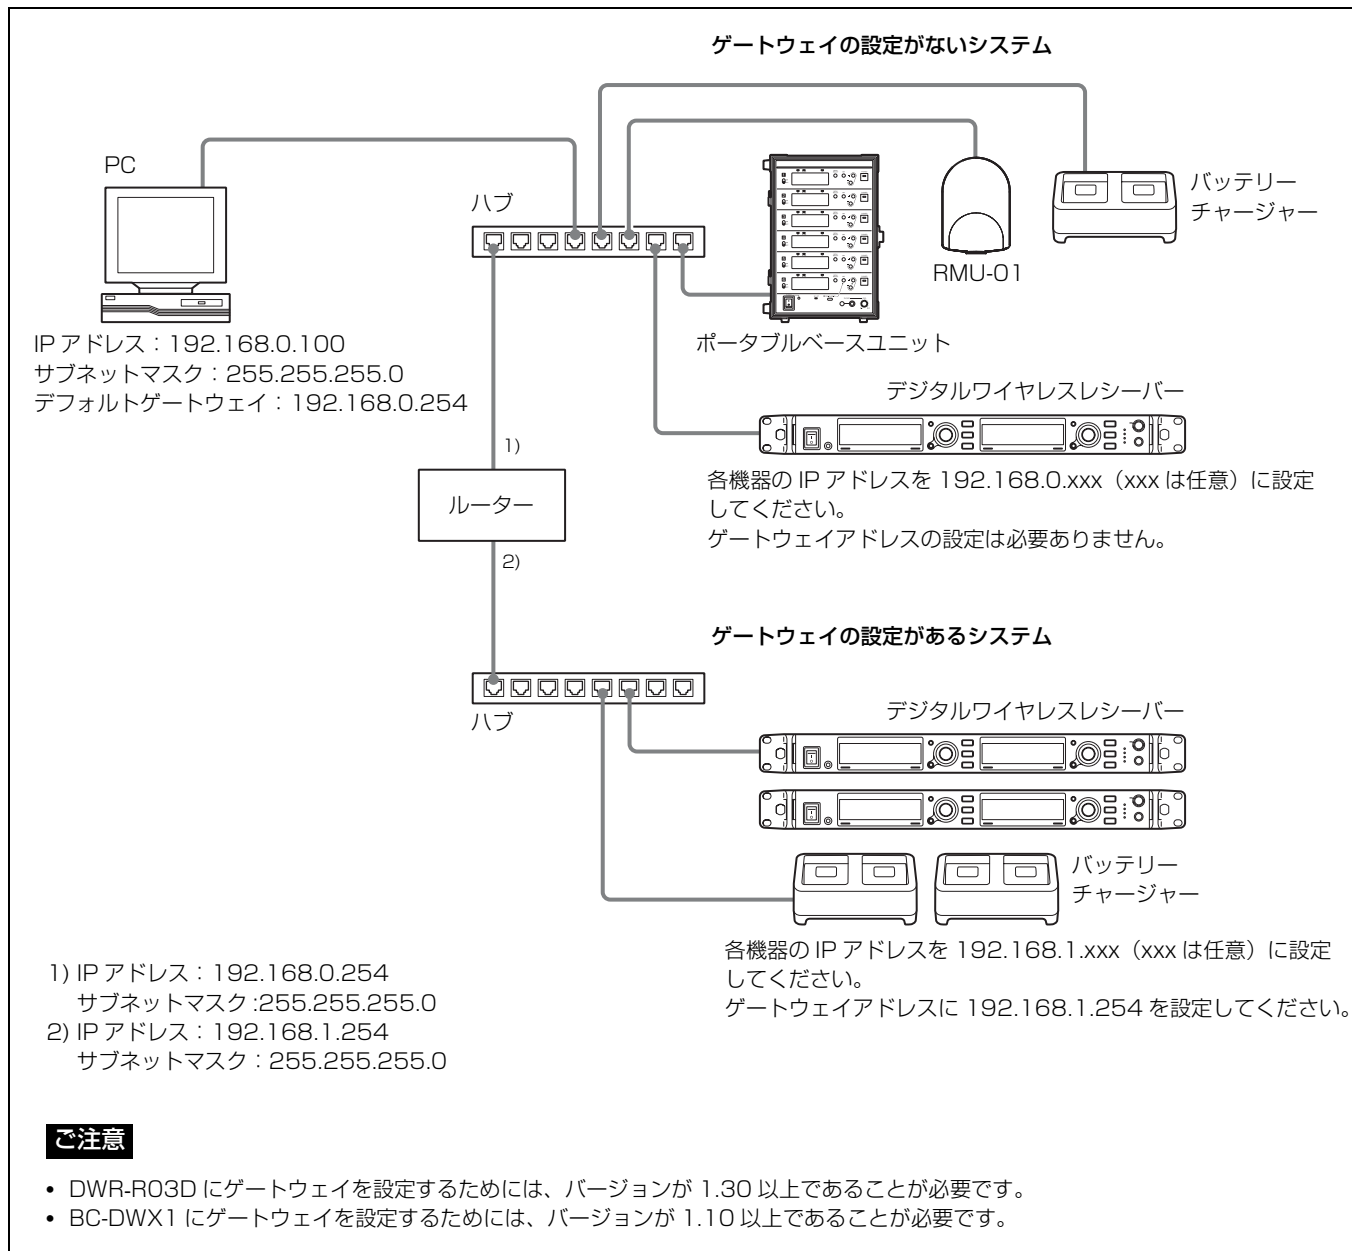 ゲートウェイの設定がないシステム
PC
ハブ
バッテリー
チャージャー
RMU-01
IP アドレス：192.168.0.100
サブネットマスク：255.255.255.0
デフォルトゲートウェイ：192.168.0.254
ポータブルベースユニット
デジタルワイヤレスレシーバー
1)
各機器の IP アドレスを 192.168.0.xxx（xxx は任意）に設定
してください。
ゲートウェイアドレスの設定は必要ありません。
ルーター
2)
ゲートウェイの設定があるシステム
ハブ
デジタルワイヤレスレシーバー
バッテリー
チャージャー
各機器の IP アドレスを 192.168.1.xxx（xxx は任意）に設定
してください。
ゲートウェイアドレスに 192.168.1.254 を設定してください。
1) IP アドレス：192.168.0.254
サブネットマスク:255.255.255.0
2) IP アドレス：192.168.1.254
サブネットマスク：255.255.255.0
ご注意
• DWR-R03D にゲートウェイを設定するためには、バージョンが 1.30 以上であることが必要です。
• BC-DWX1 にゲートウェイを設定するためには、バージョンが 1.10 以上であることが必要です。